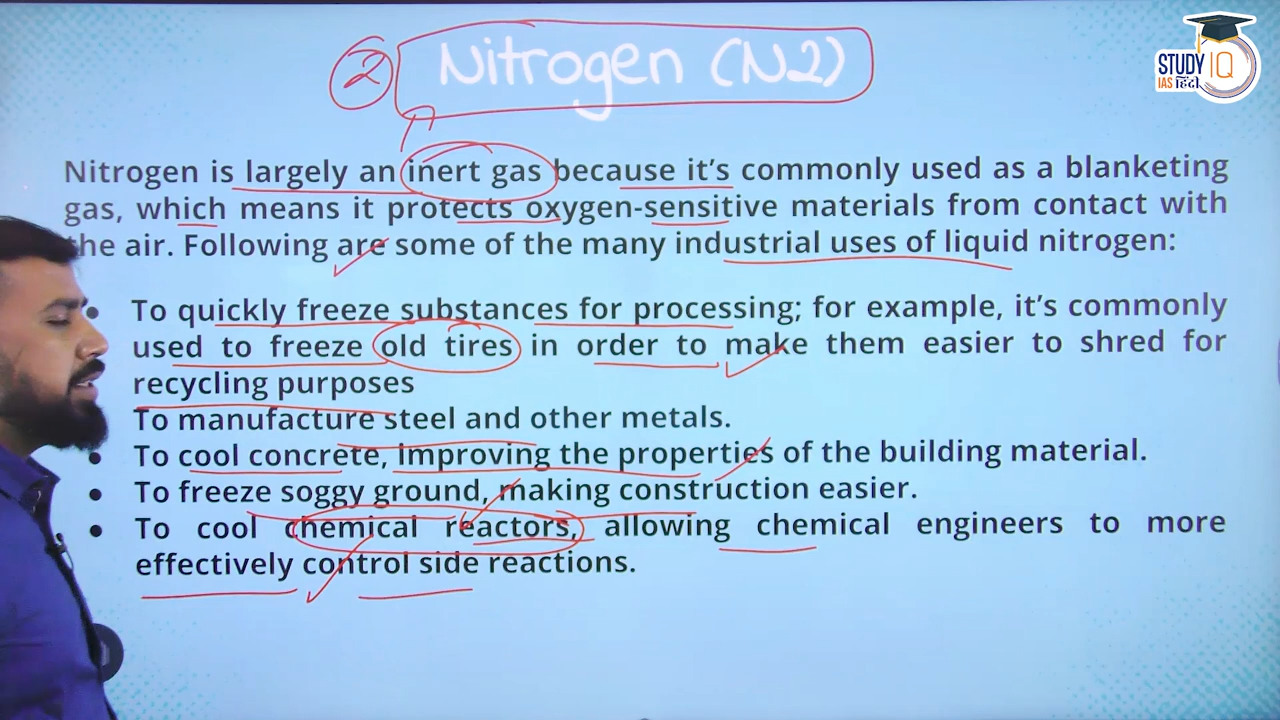 STUDY IQ
IAS हिंदी
2
Nitrogen (N2)
Nitrogen is largely an inert gas because it’s commonly used as a blanketing
gas, which means it protects oxygen-sensitive materials from contact with
the air. Following are some of the many industrial uses of liquid nitrogen:
• To quickly freeze substances for processing; for example, it’s commonly
used to freeze old tires in order to make them easier to shred for
recycling purposes
To manufacture steel and other metals.
• To cool concrete, improving the properties of the building material.
• To freeze soggy ground, making construction easier.
• To cool chemical reactors, allowing chemical engineers to more
effectively control side reactions.